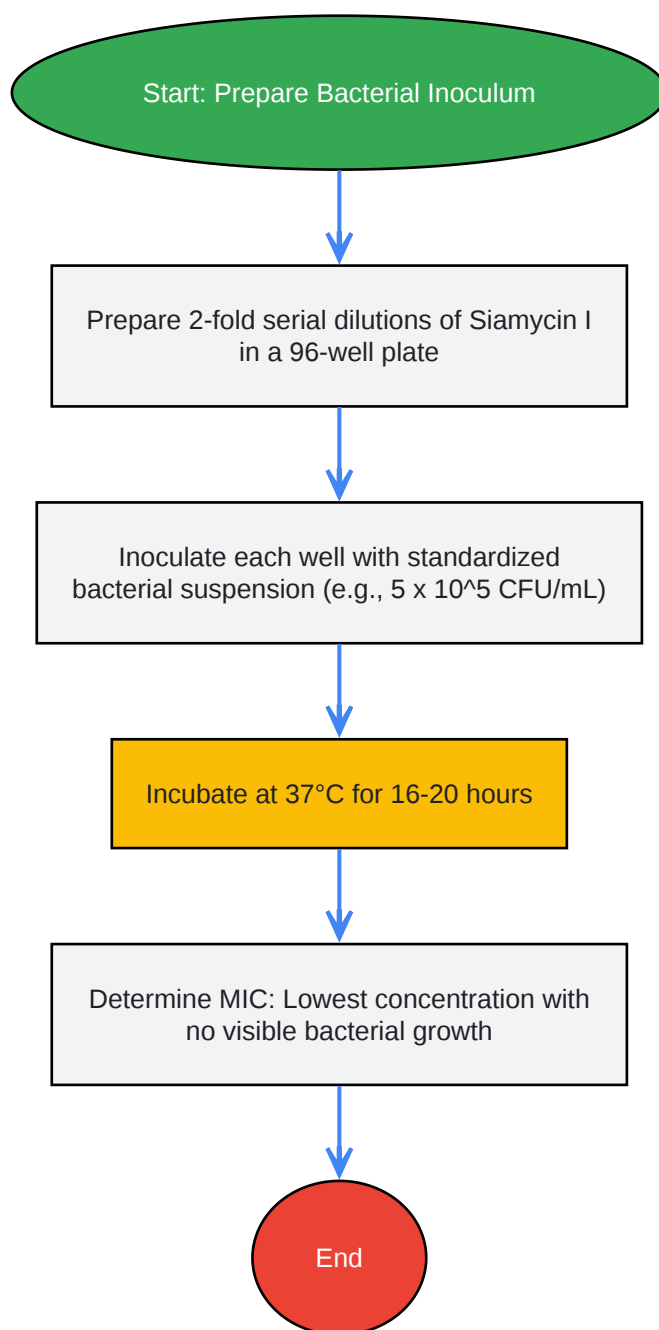 Start: Prepare Bacterial Inoculum
Prepare 2-fold serial dilutions of Siamycin I
in a 96-well plate
Inoculate each well with standardized
bacterial suspension (e.g., 5 x 10^5 CFU/mL)
Incubate at 37°C for 16-20 hours
Determine MIC: Lowest concentration with
no visible bacterial growth
End